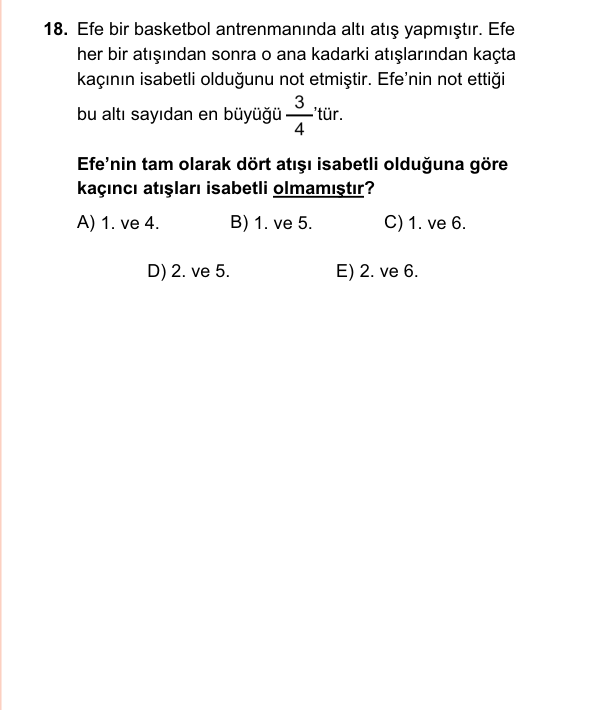 18. Efe bir basketbol antrenmanında altı atış yapmıştır. Efe
her bir atışından sonra o ana kadarki atışlarından kaçta
kaçının isabetli olduğunu not etmiştir. Efe’nin not ettiği
bu altı sayıdan en büyüğü 3/4’tür.
Efe’nin tam olarak dört atışı isabetli olduğuna göre
kaçıncı atışları isabetli olmamıştır?
A) 1. ve 4. B) 1. ve 5. C) 1. ve 6.
D) 2. ve 5. E) 2. ve 6.